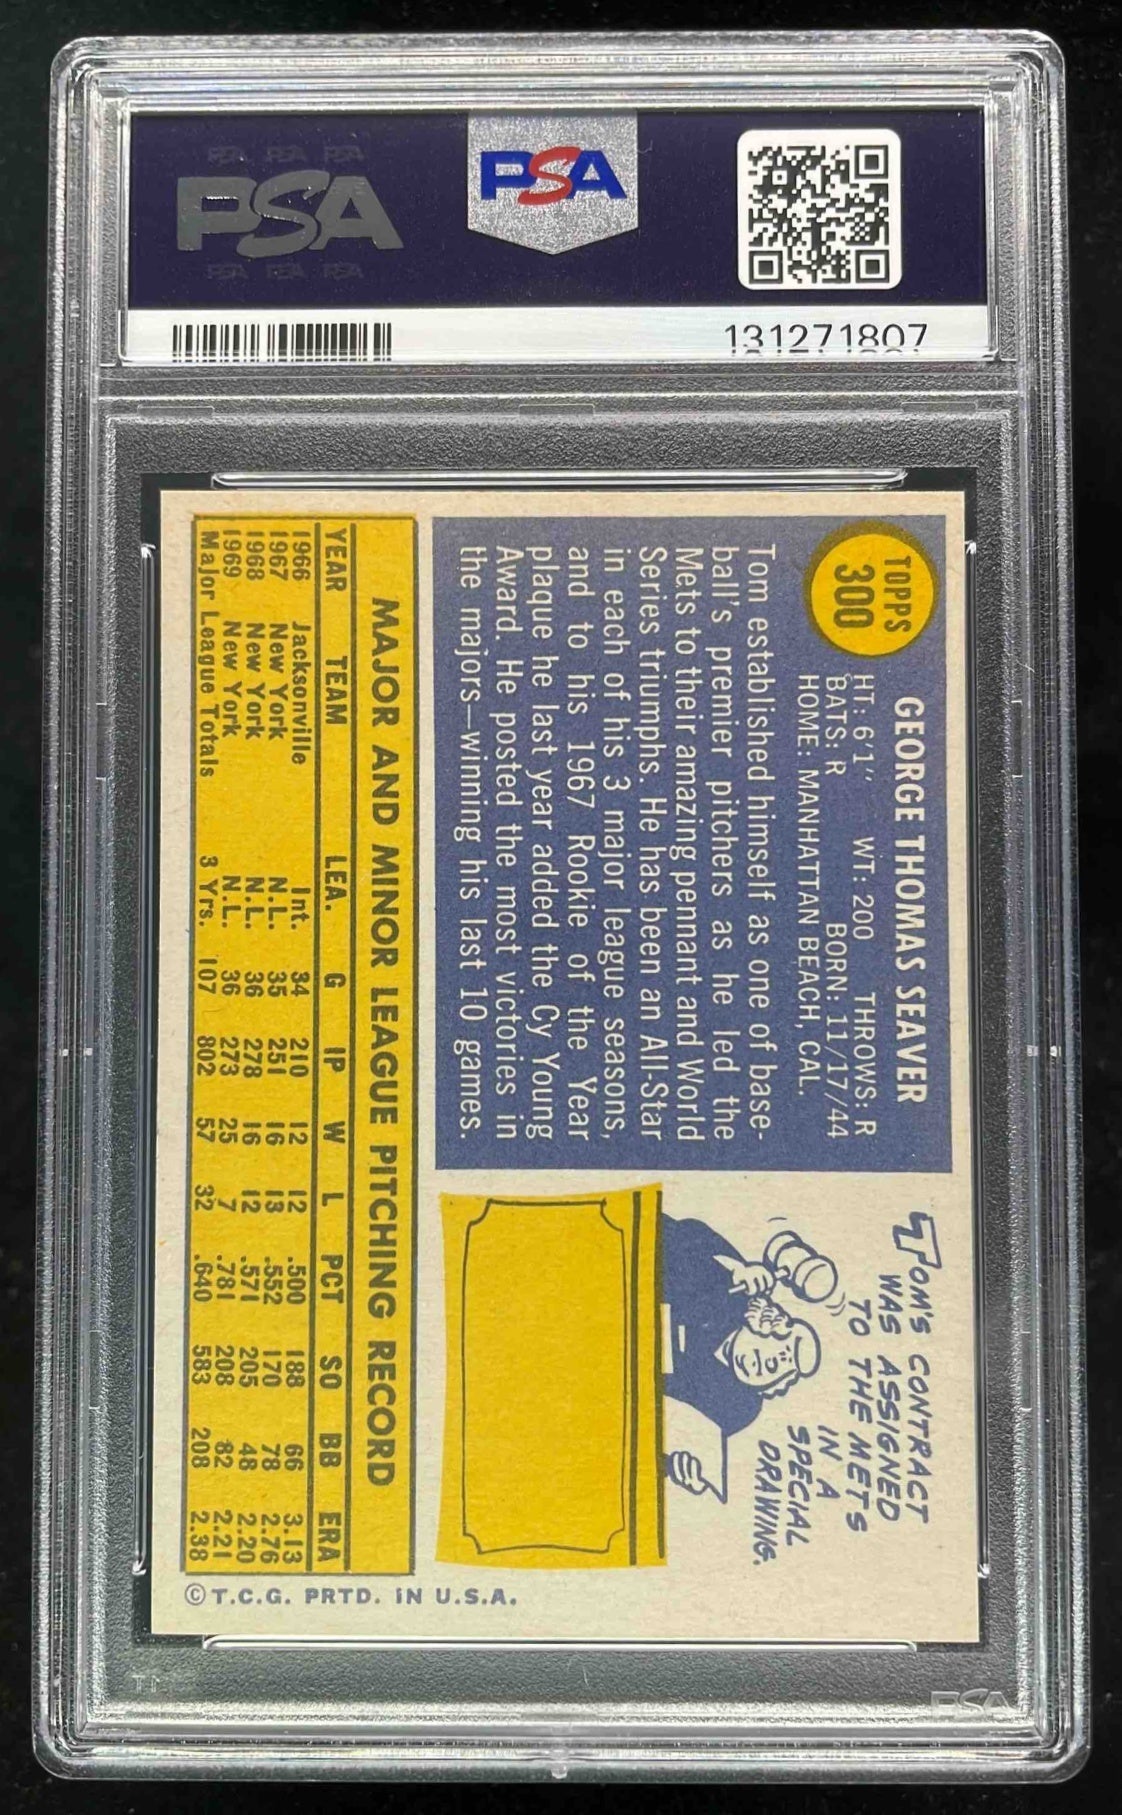 PSA PSA PSA
PSA
PSA PSA PSA
PSA
131271807
TOPPS
300
GEORGE THOMAS SEAVER
HT: 6'1" WT: 200 THROWS: R
BATS: R BORN: 11/17/44
HOME: MANHATTAN BEACH, CAL.
Tom established himself as one of base-
ball's premier pitchers as he led the
Mets to their amazing pennant and World
Series triumphs. He has been an All-Star
in each of his 3 major league seasons,
and to his 1967 Rookie of the Year
plaque he last year added the Cy Young
Award. He posted the most victories in
the majors—winning his last 10 games.
TOM'S CONTRACT
WAS ASSIGNED
TO THE METS
IN A
SPECIAL
DRAWING.
MAJOR AND MINOR LEAGUE PITCHING RECORD
YEAR TEAM LEA. G IP W L PCT SO BB ERA
1966 Jacksonville Int. 34 210 12 12 .500 188 66 3.13
1967 New York N.L. 35 251 16 13 .552 170 78 2.76
1968 New York N.L. 36 278 16 12 .571 205 48 2.20
1969 New York N.L. 36 273 25 7 .781 208 82 2.21
Major League Totals 3 Yrs. 107 802 57 32 .640 583 208 2.38
© T.C.G. PRTD. IN U.S.A.
PSA